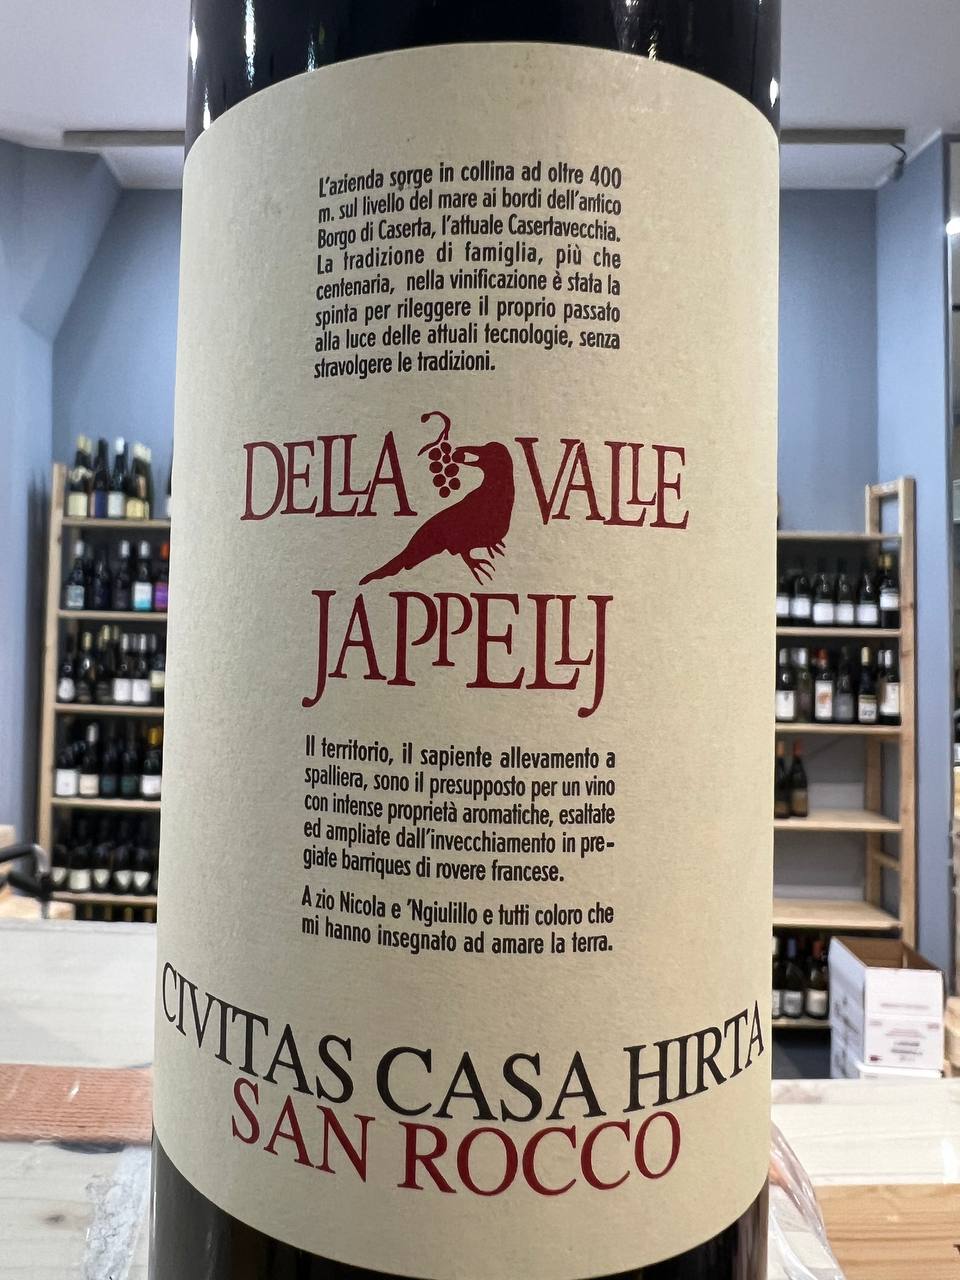 L'azienda sorge in collina ad oltre 400
m. sul livello del mare ai bordi dell'antico
Borgo di Caserta, l'attuale Casertavecchia.
La tradizione di famiglia, più che
centenaria, nella vinificazione è stata la
spinta per rileggere il proprio passato
alla luce delle attuali tecnologie, senza
stravolgere le tradizioni.
DELLA VALLE
JAPPELLJ
Il territorio, il sapiente allevamento a
spalliera, sono il presupposto per un vino
con intense proprietà aromatiche, esaltate
ed ampliate dall'invecchiamento in pre-
giate barriques di rovere francese.
A zio Nicola e 'Ngiulillo e tutti coloro che
mi hanno insegnato ad amare la terra.
CIVITAS CASA HIRTA
SAN ROCCO